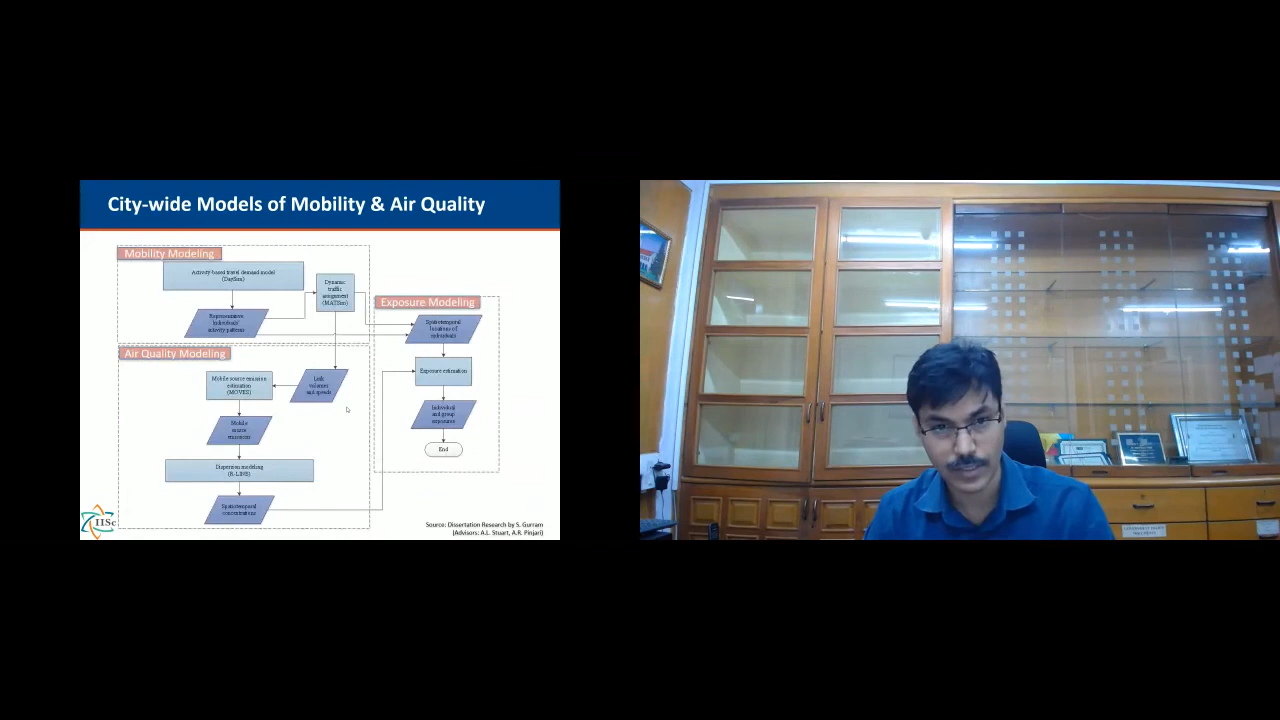 City-wide Models of Mobility & Air Quality
Mobility Modeling
Activity-based travel demand model
(DaySim)
Dynamic
traffic
assignment
(MATSim)
Representative
Individuals'
activity patterns
Exposure Modeling
Spatiotemporal
locations of
individuals
Exposure estimation
Individual
and group
exposures
End
Air Quality Modeling
Mobile source emission
estimation
(MOVES)
Link
volumes
and speeds
Mobile
source
emissions
Dispersion modeling
(R-LINE)
Spatiotemporal
concentrations
IISc
Source: Dissertation Research by S. Gurram
(Advisors: A.L. Stuart, A.R. Pinjari)